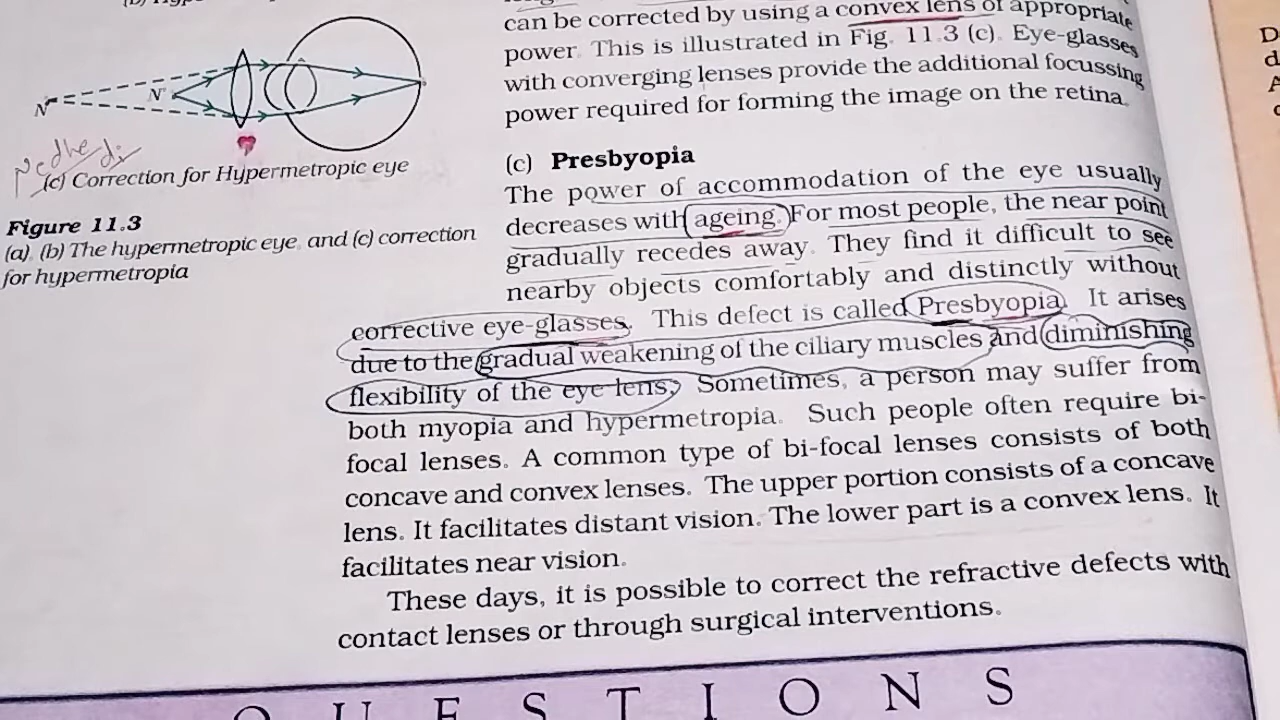 N
N'
(c) Correction for Hypermetropic eye
Figure 11.3
(a), (b) The hypermetropic eye, and (c) correction
for hypermetropia
can be corrected by using a convex lens of appropriate
power. This is illustrated in Fig. 11.3 (c). Eye-glasses
with converging lenses provide the additional focussing
power required for forming the image on the retina.
(c) Presbyopia
The power of accommodation of the eye usually
decreases with ageing. For most people, the near point
gradually recedes away. They find it difficult to see
nearby objects comfortably and distinctly without
corrective eye-glasses. This defect is called Presbyopia. It arises
due to the gradual weakening of the ciliary muscles and diminishing
flexibility of the eye lens. Sometimes, a person may suffer from
both myopia and hypermetropia. Such people often require bi-
focal lenses. A common type of bi-focal lenses consists of both
concave and convex lenses. The upper portion consists of a concave
lens. It facilitates distant vision. The lower part is a convex lens. It
facilitates near vision.
These days, it is possible to correct the refractive defects with
contact lenses or through surgical interventions.
QUESTIONS